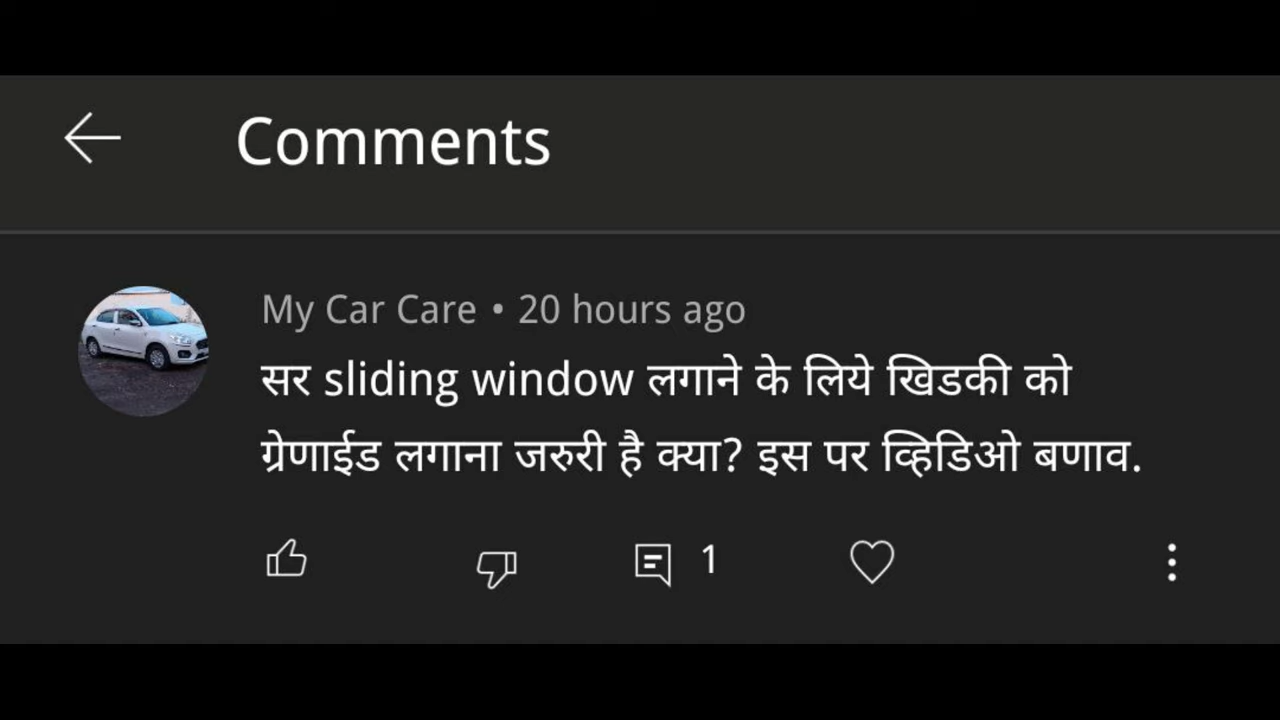 Comments
My Car Care • 20 hours ago
सर sliding window लगाने के लिये खिडकी को
ग्रेणाईड लगाना जरुरी है क्या? इस पर व्हिडिओ बणाव.
1